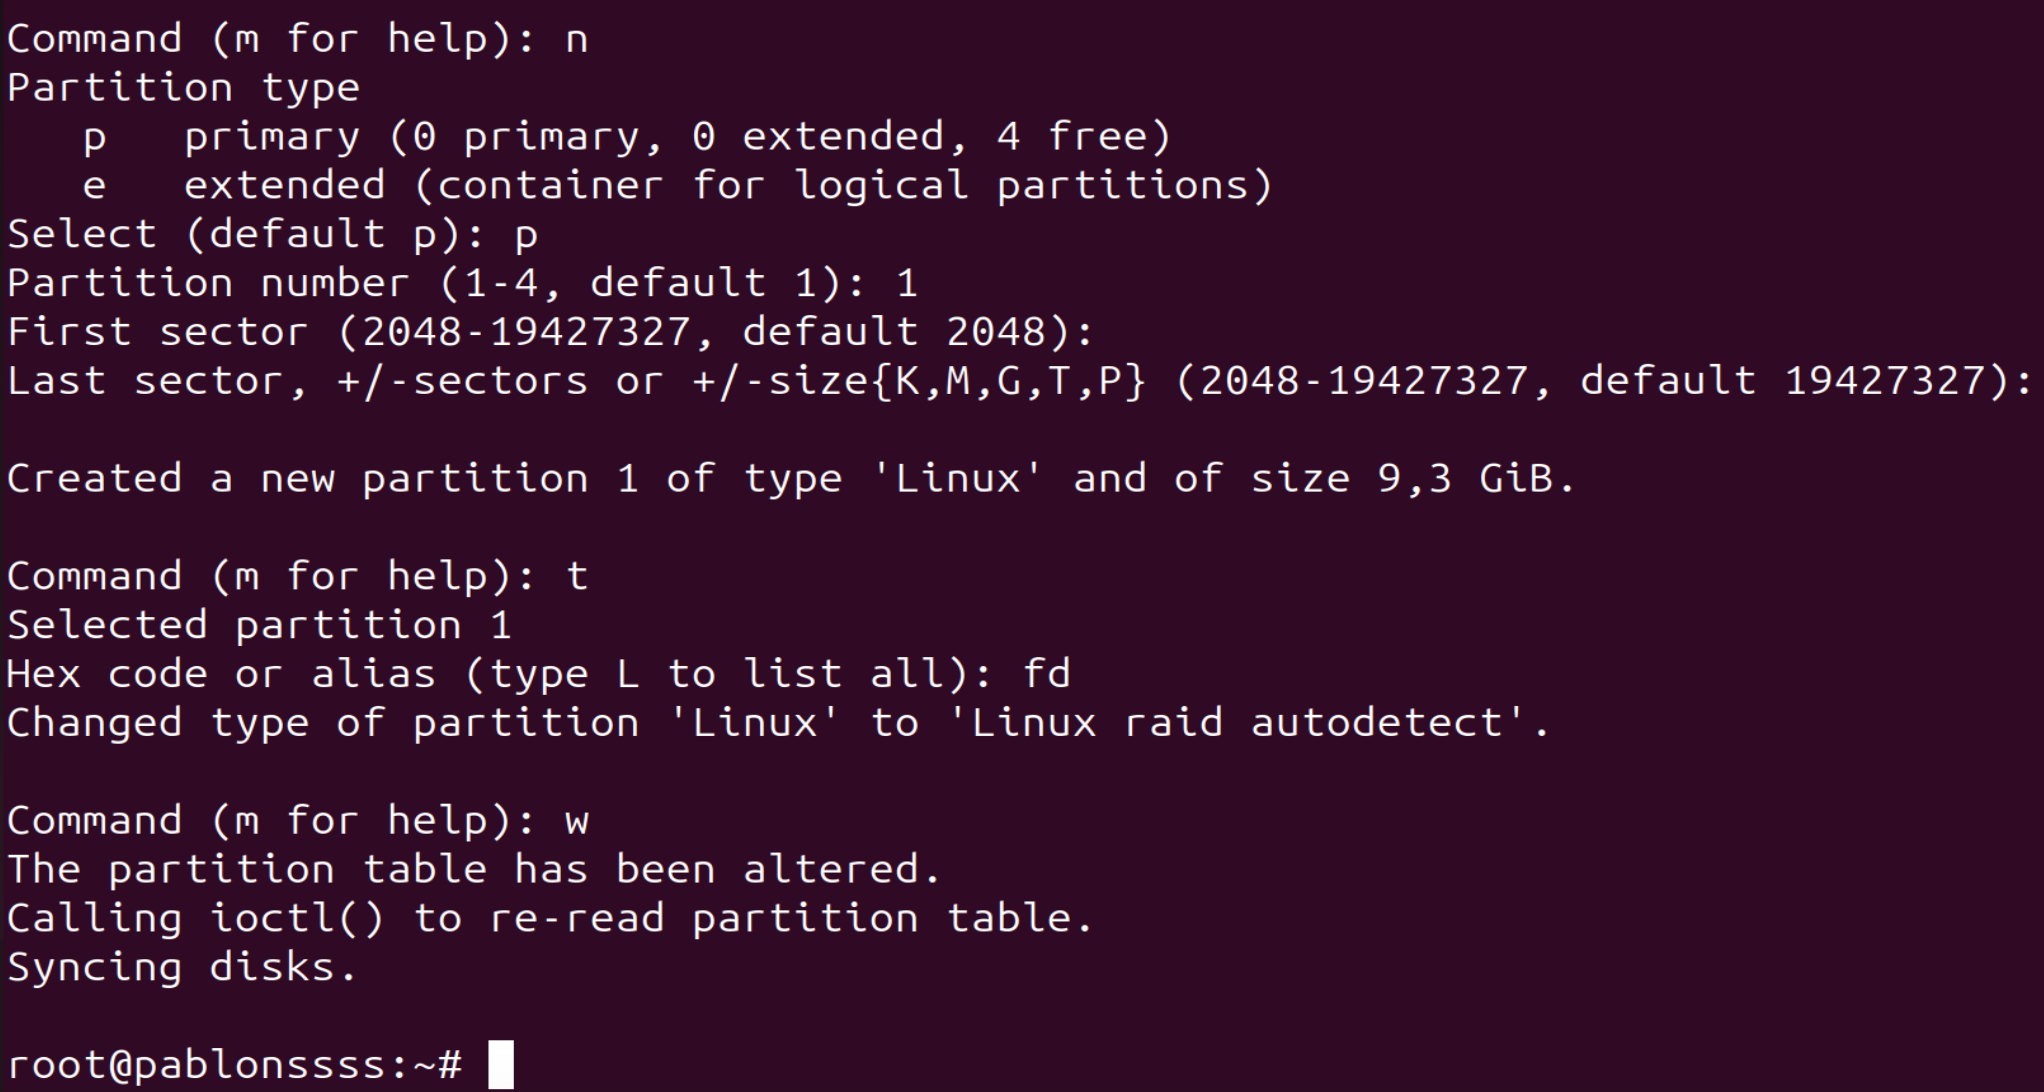 Command (m for help): n
Partition type
   p   primary (0 primary, 0 extended, 4 free)
   e   extended (container for logical partitions)
Select (default p): p
Partition number (1-4, default 1): 1
First sector (2048-19427327, default 2048):
Last sector, +/-sectors or +/-size{K,M,G,T,P} (2048-19427327, default 19427327):

Created a new partition 1 of type 'Linux' and of size 9,3 GiB.

Command (m for help): t
Selected partition 1
Hex code or alias (type L to list all): fd
Changed type of partition 'Linux' to 'Linux raid autodetect'.

Command (m for help): w
The partition table has been altered.
Calling ioctl() to re-read partition table.
Syncing disks.

root@pablonssss:~#